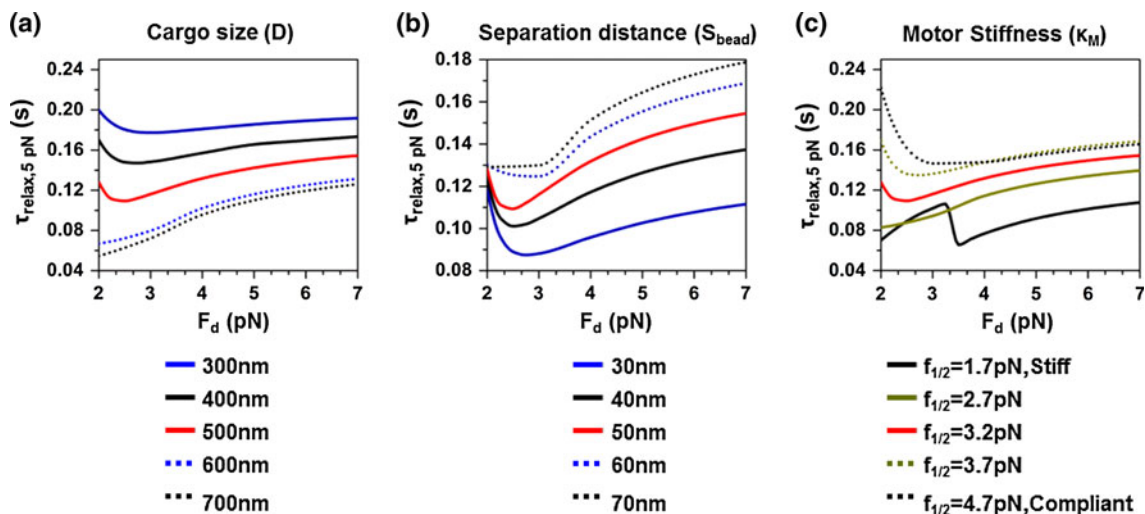 (a) Cargo size (D)
τrelax,5 pN (s)
0.24
0.20
0.16
0.12
0.08
0.04
2 3 4 5 6 7
Fd (pN)
300nm
400nm
500nm
600nm
700nm
(b) Separation distance (Sbead)
τrelax,5 pN (s)
0.18
0.16
0.14
0.12
0.10
0.08
2 3 4 5 6 7
Fd (pN)
30nm
40nm
50nm
60nm
70nm
(c) Motor Stiffness (κM)
τrelax,5 pN (s)
0.24
0.20
0.16
0.12
0.08
0.04
2 3 4 5 6 7
Fd (pN)
f1/2=1.7pN,Stiff
f1/2=2.7pN
f1/2=3.2pN
f1/2=3.7pN
f1/2=4.7pN,Compliant